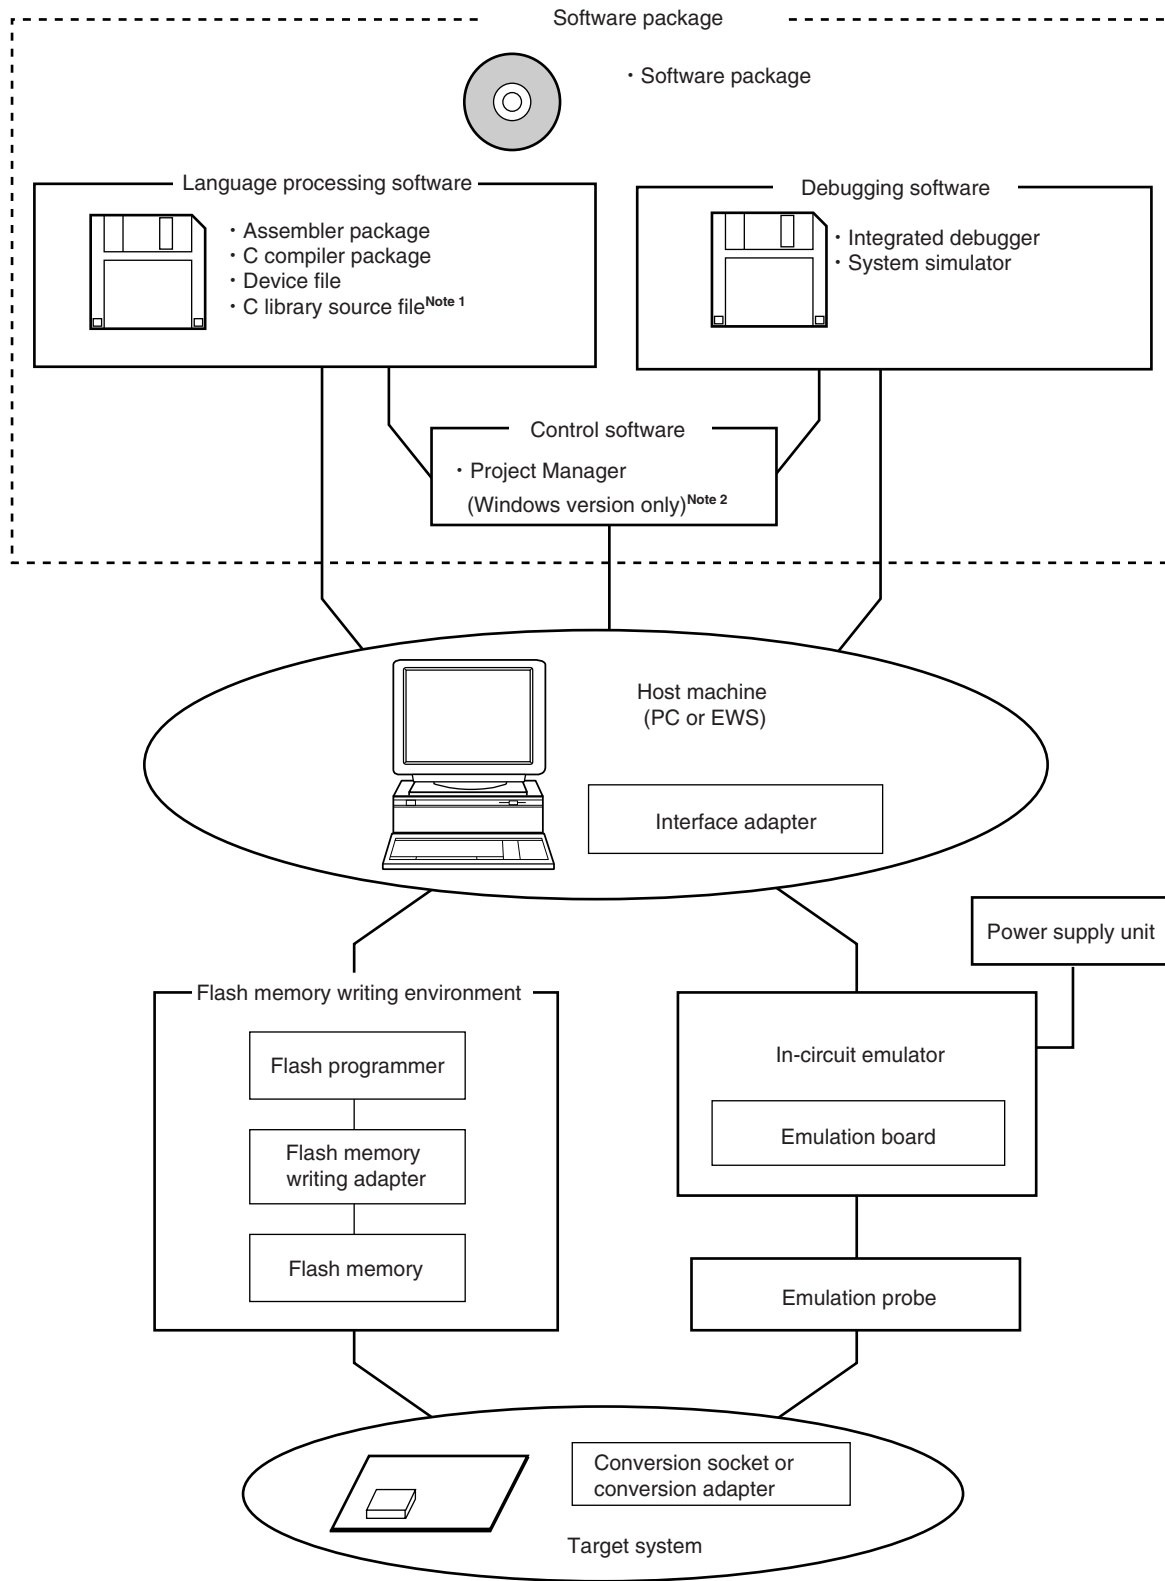 Software package
・Software package
Language processing software
・Assembler package
・C compiler package
・Device file
・C library source fileNote 1
Debugging software
・Integrated debugger
・System simulator
Control software
・Project Manager
(Windows version only)Note 2
Host machine
(PC or EWS)
Interface adapter
Power supply unit
Flash memory writing environment
Flash programmer
Flash memory
writing adapter
Flash memory
In-circuit emulator
Emulation board
Emulation probe
Conversion socket or
conversion adapter
Target system